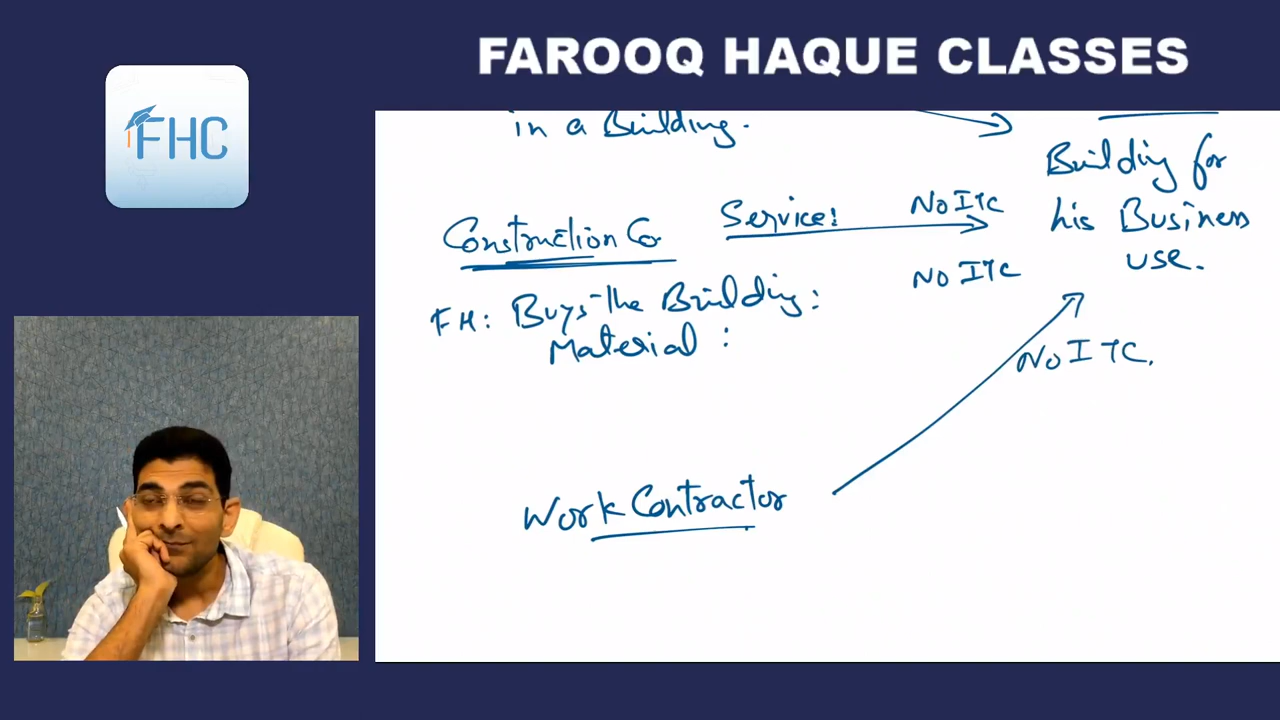 FAROOQ HAQUE CLASSES
FHC
in a Building.
Building for
his Business
use.
Construction Co
Service:
No ITC
No ITC
FH: Buys the Building:
Material :
No ITC.
Work Contractor